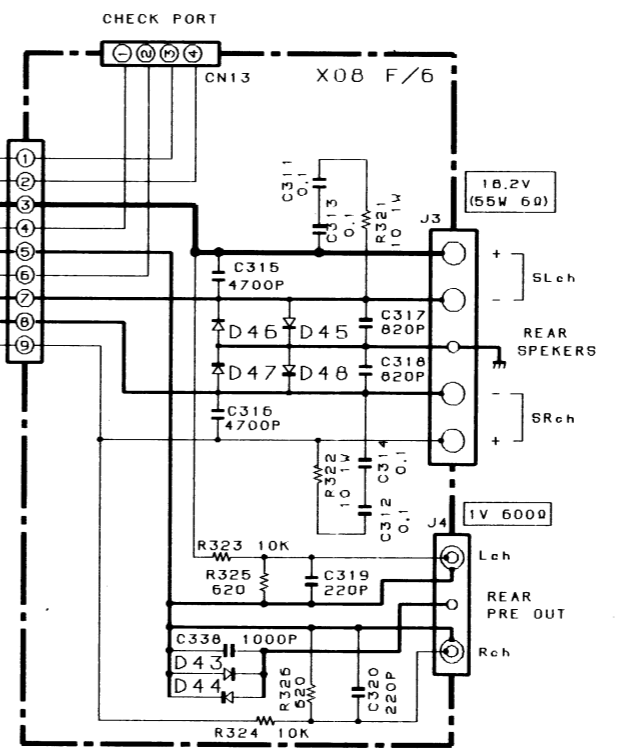 CHECK PORT
1 2 3 4
CN13
X08 F/6
1
2
3
4
5
6
7
8
9
C311
0.1
C313
0.1
R321
10 1W
18.2V
(55W 6Ω)
J3
C315
4700P
+
SLch
-
D46
D45
C317
820P
REAR
SPEKERS
D47
D48
C318
820P
C316
4700P
-
SRch
+
R322
10 1W
C314
0.1
C312
0.1
1V 600Ω
J4
R323 10K
Lch
R325
620
C319
220P
REAR
PRE OUT
C338 1000P
D43
D44
Rch
R326
620
C320
220P
R324 10K